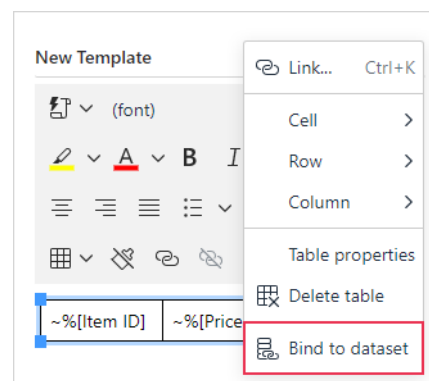 New Template
Link... Ctrl+K
(font)
Cell
B I
Row
Column
Table properties
Delete table
~%[Item ID] ~%[Price
Bind to dataset